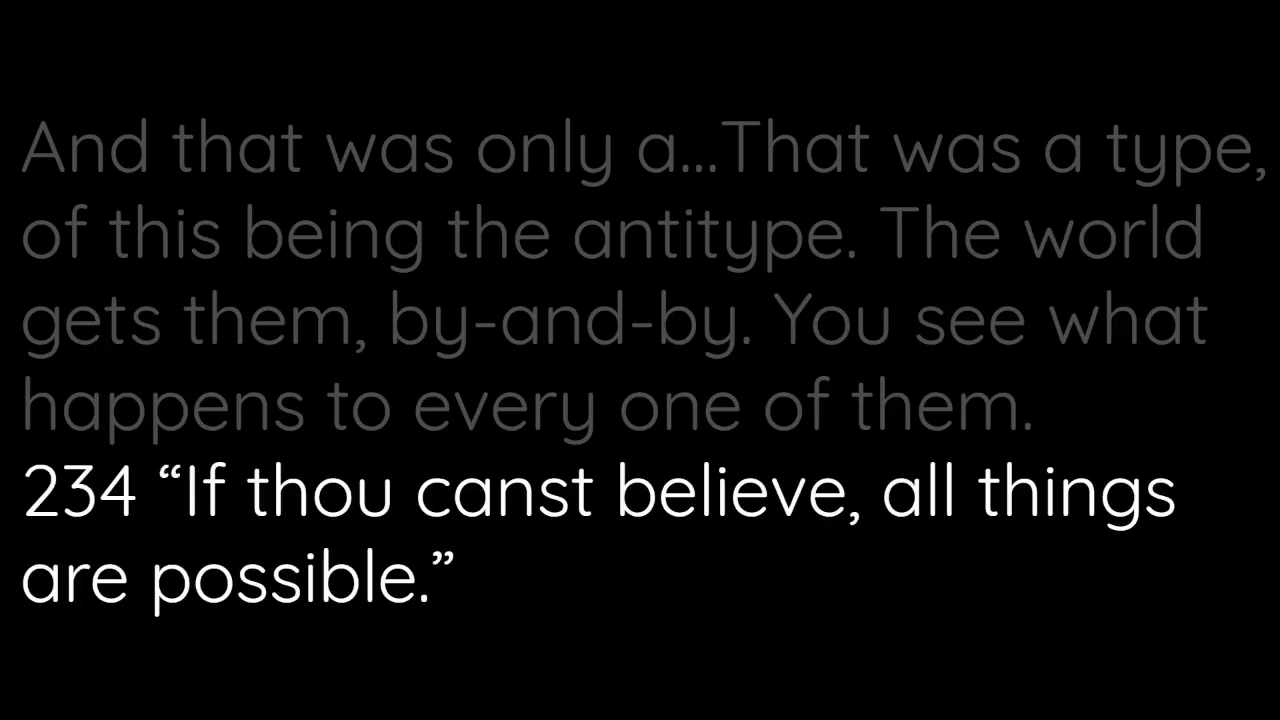 And that was only a...That was a type,
of this being the antitype. The world
gets them, by-and-by. You see what
happens to every one of them.
234 “If thou canst believe, all things
are possible.”